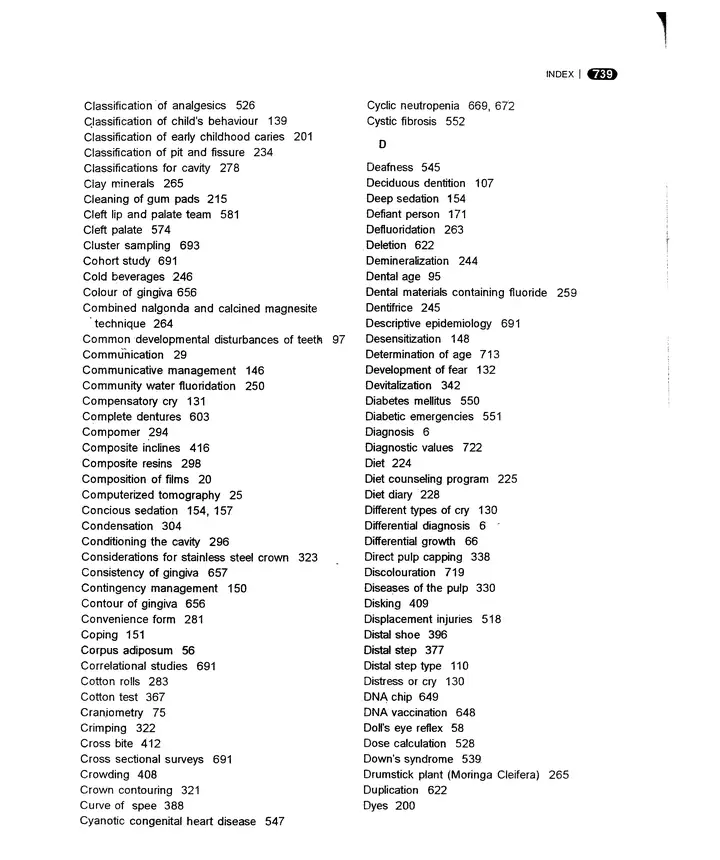 INDEX | 739
Classification of analgesics 526
Classification of child's behaviour 139
Classification of early childhood caries 201
Classification of pit and fissure 234
Classifications for cavity 278
Clay minerals 265
Cleaning of gum pads 215
Cleft lip and palate team 581
Cleft palate 574
Cluster sampling 693
Cohort study 691
Cold beverages 246
Colour of gingiva 656
Combined nalgonda and calcined magnesite
technique 264
Common developmental disturbances of teeth 97
Communication 29
Communicative management 146
Community water fluoridation 250
Compensatory cry 131
Complete dentures 603
Compomer 294
Composite inclines 416
Composite resins 298
Composition of films 20
Computerized tomography 25
Concious sedation 154, 157
Condensation 304
Conditioning the cavity 296
Considerations for stainless steel crown 323
Consistency of gingiva 657
Contingency management 150
Contour of gingiva 656
Convenience form 281
Coping 151
Corpus adiposum 56
Correlational studies 691
Cotton rolls 283
Cotton test 367
Craniometry 75
Crimping 322
Cross bite 412
Cross sectional surveys 691
Crowding 408
Crown contouring 321
Curve of spee 388
Cyanotic congenital heart disease 547
Cyclic neutropenia 669, 672
Cystic fibrosis 552
D
Deafness 545
Deciduous dentition 107
Deep sedation 154
Defiant person 171
Defluoridation 263
Deletion 622
Demineralization 244
Dental age 95
Dental materials containing fluoride 259
Dentifrice 245
Descriptive epidemiology 691
Desensitization 148
Determination of age 713
Development of fear 132
Devitalization 342
Diabetes mellitus 550
Diabetic emergencies 551
Diagnosis 6
Diagnostic values 722
Diet 224
Diet counseling program 225
Diet diary 228
Different types of cry 130
Differential diagnosis 6
Differential growth 66
Direct pulp capping 338
Discolouration 719
Diseases of the pulp 330
Disking 409
Displacement injuries 518
Distal shoe 396
Distal step 377
Distal step type 110
Distress or cry 130
DNA chip 649
DNA vaccination 648
Doll's eye reflex 58
Dose calculation 528
Down's syndrome 539
Drumstick plant (Moringa Cleifera) 265
Duplication 622
Dyes 200